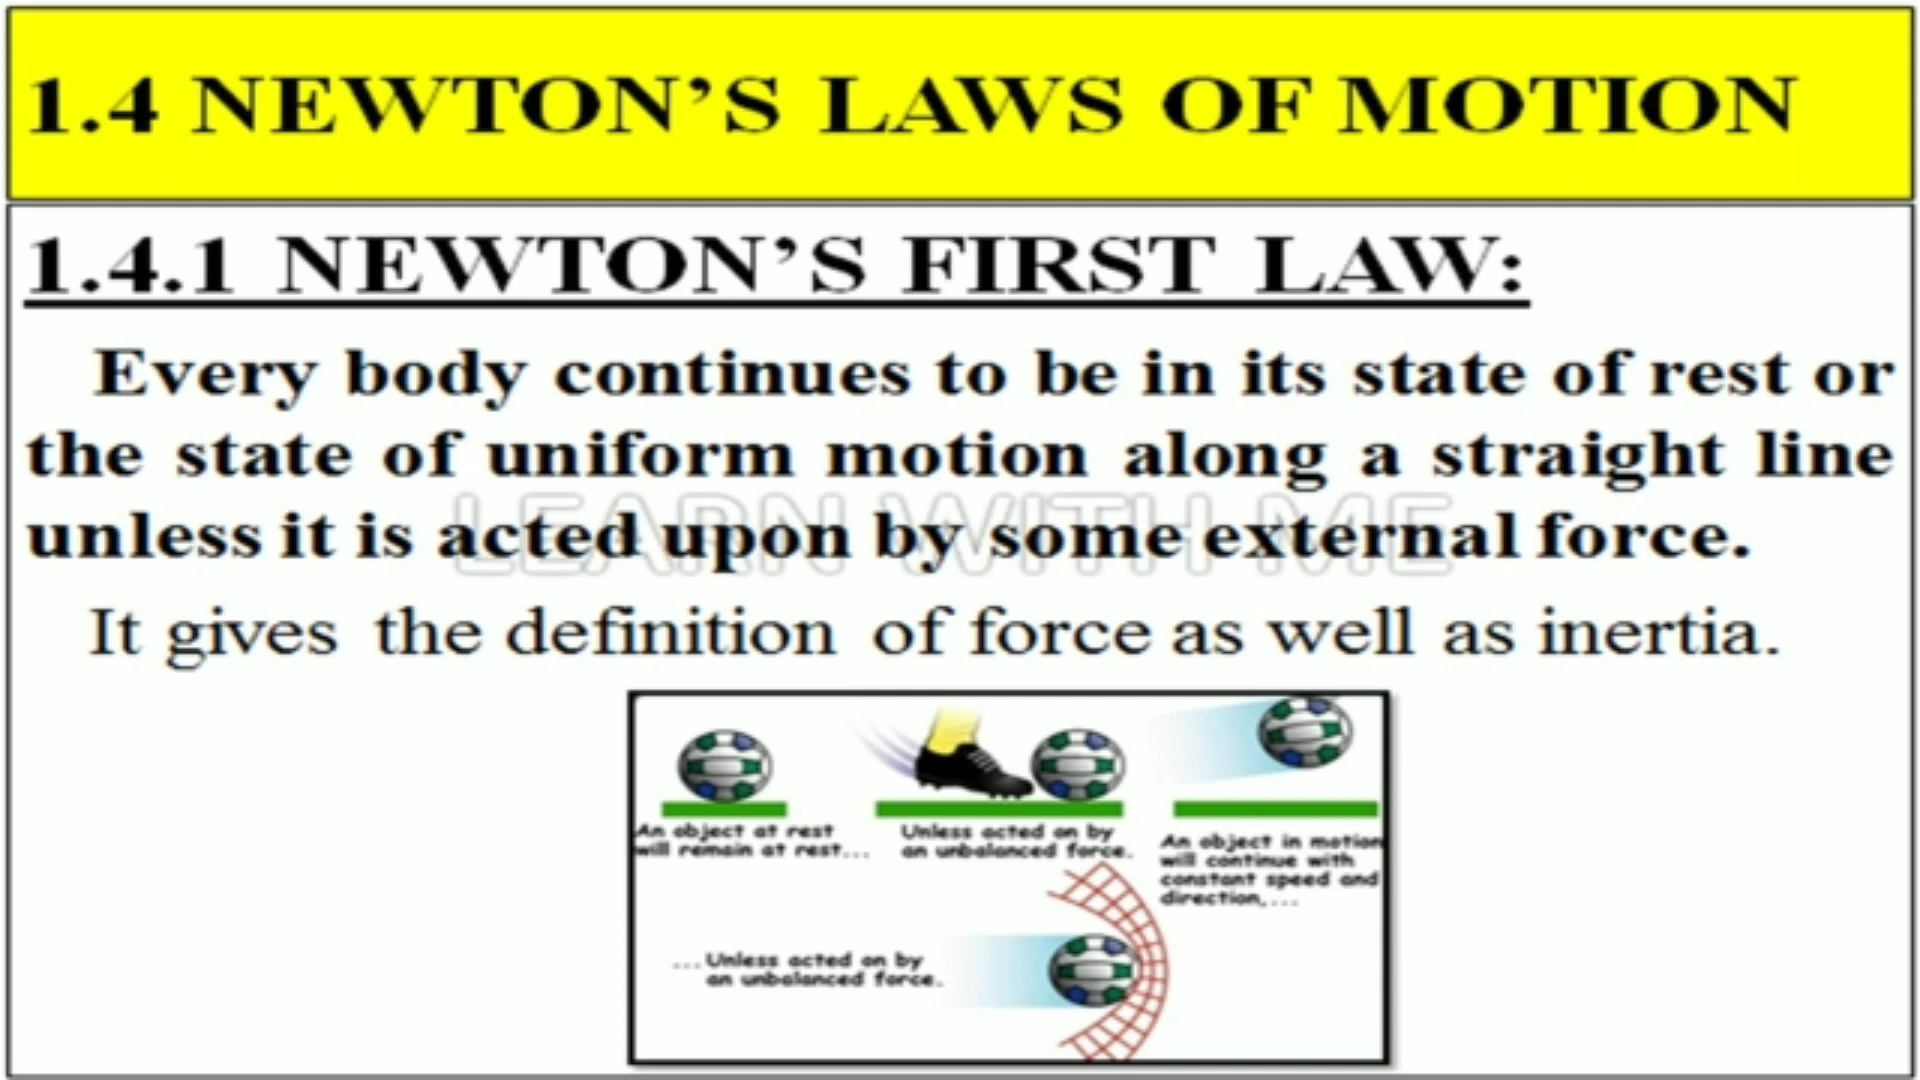 1.4 NEWTON’S LAWS OF MOTION
1.4.1 NEWTON’S FIRST LAW:
Every body continues to be in its state of rest or
the state of uniform motion along a straight line
unless it is acted upon by some external force.
LEARN WITH ME
It gives the definition of force as well as inertia.
An object at rest
will remain at rest...
Unless acted on by
an unbalanced force.
An object in motion
will continue with
constant speed and
direction,...
...Unless acted on by
an unbalanced force.